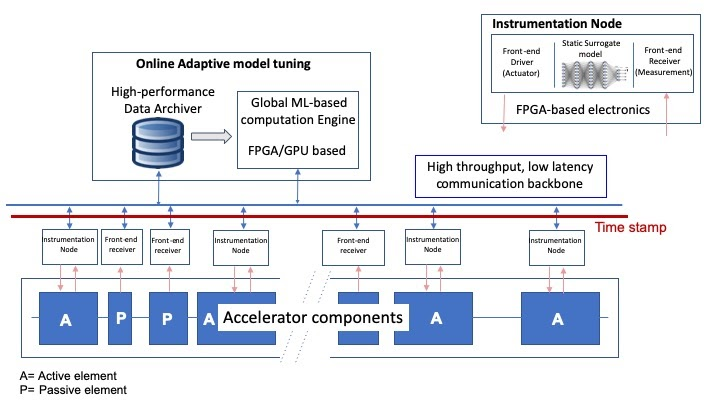 Instrumentation Node
Front-end
Driver
(Actuator)
Static Surrogate
model
Front-end
Receiver
(Measurement)
FPGA-based electronics
Online Adaptive model tuning
High-performance
Data Archiver
Global ML-based
computation Engine
FPGA/GPU based
High throughput, low latency
communication backbone
Time stamp
Instrumentation
Node
Front-end
receiver
Front-end
receiver
Instrumentation
Node
Front-end
receiver
Instrumentation
Node
Instrumentation
Node
A
P
P
A
Accelerator components
A
A
A= Active element
P= Passive element